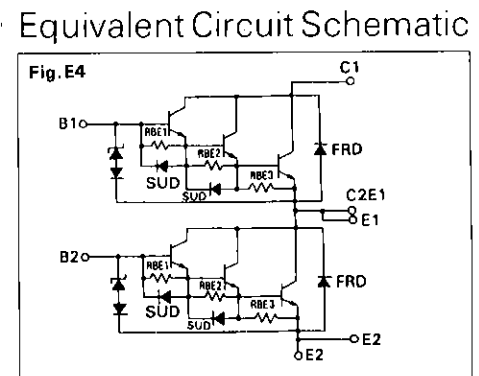 Equivalent Circuit Schematic
Fig.E4
C1
B1
RBE1
RBE2
FRD
SUD
RBE3
SUD
C2E1
E1
B2
RBE1
RBE2
FRD
SUD
RBE3
SUD
E2
E2